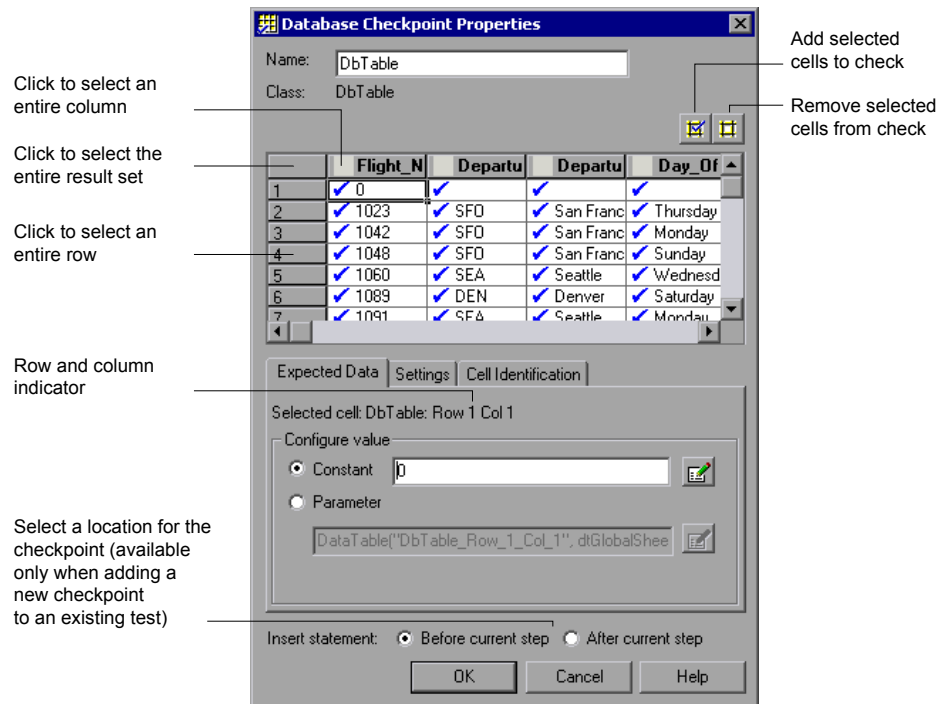 Database Checkpoint Properties
Name: DbTable
Class: DbTable
Add selected
cells to check
Remove selected
cells from check
Click to select an
entire column
Click to select the
entire result set
Click to select an
entire row
Flight_N Departu Departu Day_Of
1 0
2 1023 SFO San Franc Thursday
3 1042 SFO San Franc Monday
4 1048 SFO San Franc Sunday
5 1060 SEA Seattle Wednesd
6 1089 DEN Denver Saturday
7 1091 SEA Seattle Monday
Row and column
indicator
Expected Data Settings Cell Identification
Selected cell: DbTable: Row 1 Col 1
Configure value
Constant 0
Parameter
DataTable("DbTable_Row_1_Col_1", dtGlobalShee
Select a location for the
checkpoint (available
only when adding a
new checkpoint
to an existing test)
Insert statement: Before current step After current step
OK Cancel Help